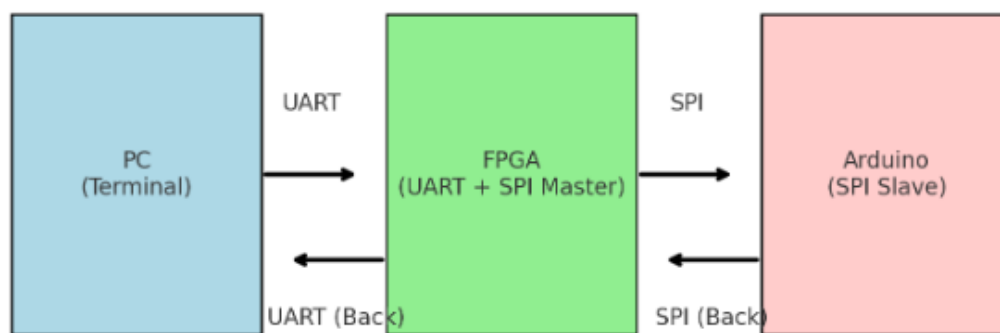 UART
SPI
PC
(Terminal)
FPGA
(UART + SPI Master)
Arduino
(SPI Slave)
UART (Back)
SPI (Back)